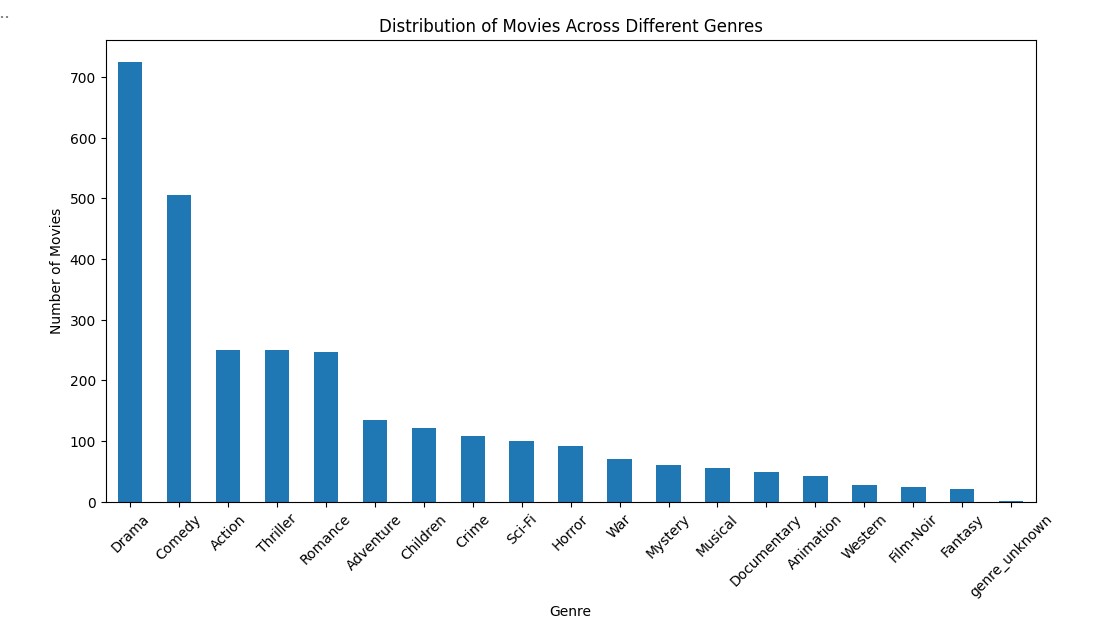 ..
Distribution of Movies Across Different Genres
Number of Movies
700
600
500
400
300
200
100
0
Drama
Comedy
Action
Thriller
Romance
Adventure
Children
Crime
Sci-Fi
Horror
War
Mystery
Musical
Documentary
Animation
Western
Film-Noir
Fantasy
genre_unknown
Genre